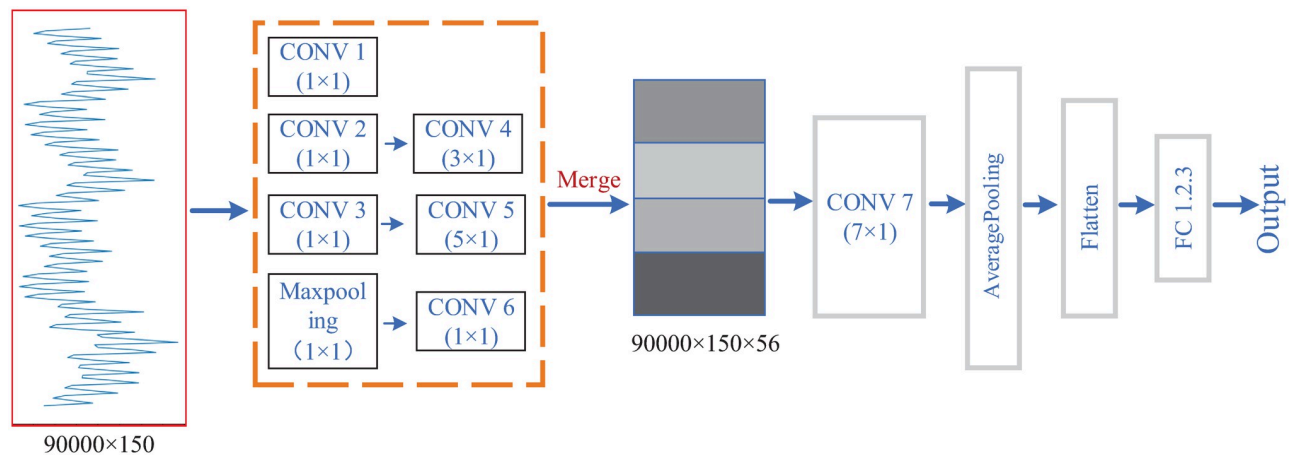 90000×150
CONV 1
(1×1)
CONV 2
(1×1)
CONV 4
(3×1)
CONV 3
(1×1)
CONV 5
(5×1)
Maxpool
ing
(1×1)
CONV 6
(1×1)
Merge
90000×150×56
CONV 7
(7×1)
AveragePooling
Flatten
FC 1.2.3
Output